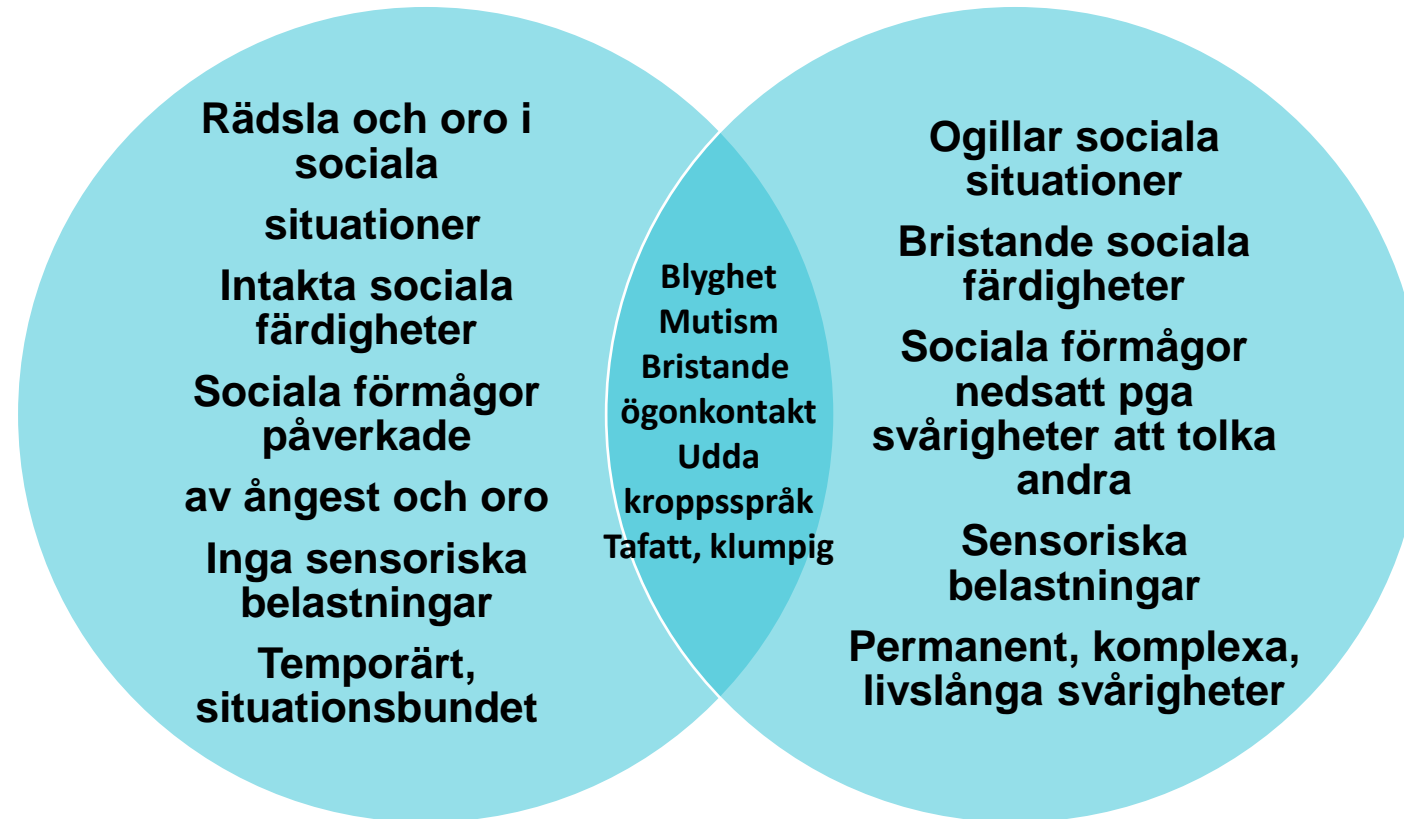 Rädsla och oro i
sociala
situationer
Intakta sociala
färdigheter
Sociala förmågor
påverkade
av ångest och oro
Inga sensoriska
belastningar
Temporärt,
situationsbundet
Blyghet
Mutism
Bristande
ögonkontakt
Udda
kroppsspråk
Tafatt, klumpig
Ogillar sociala
situationer
Bristande sociala
färdigheter
Sociala förmågor
nedsatt pga
svårigheter att tolka
andra
Sensoriska
belastningar
Permanent, komplexa,
livslånga svårigheter